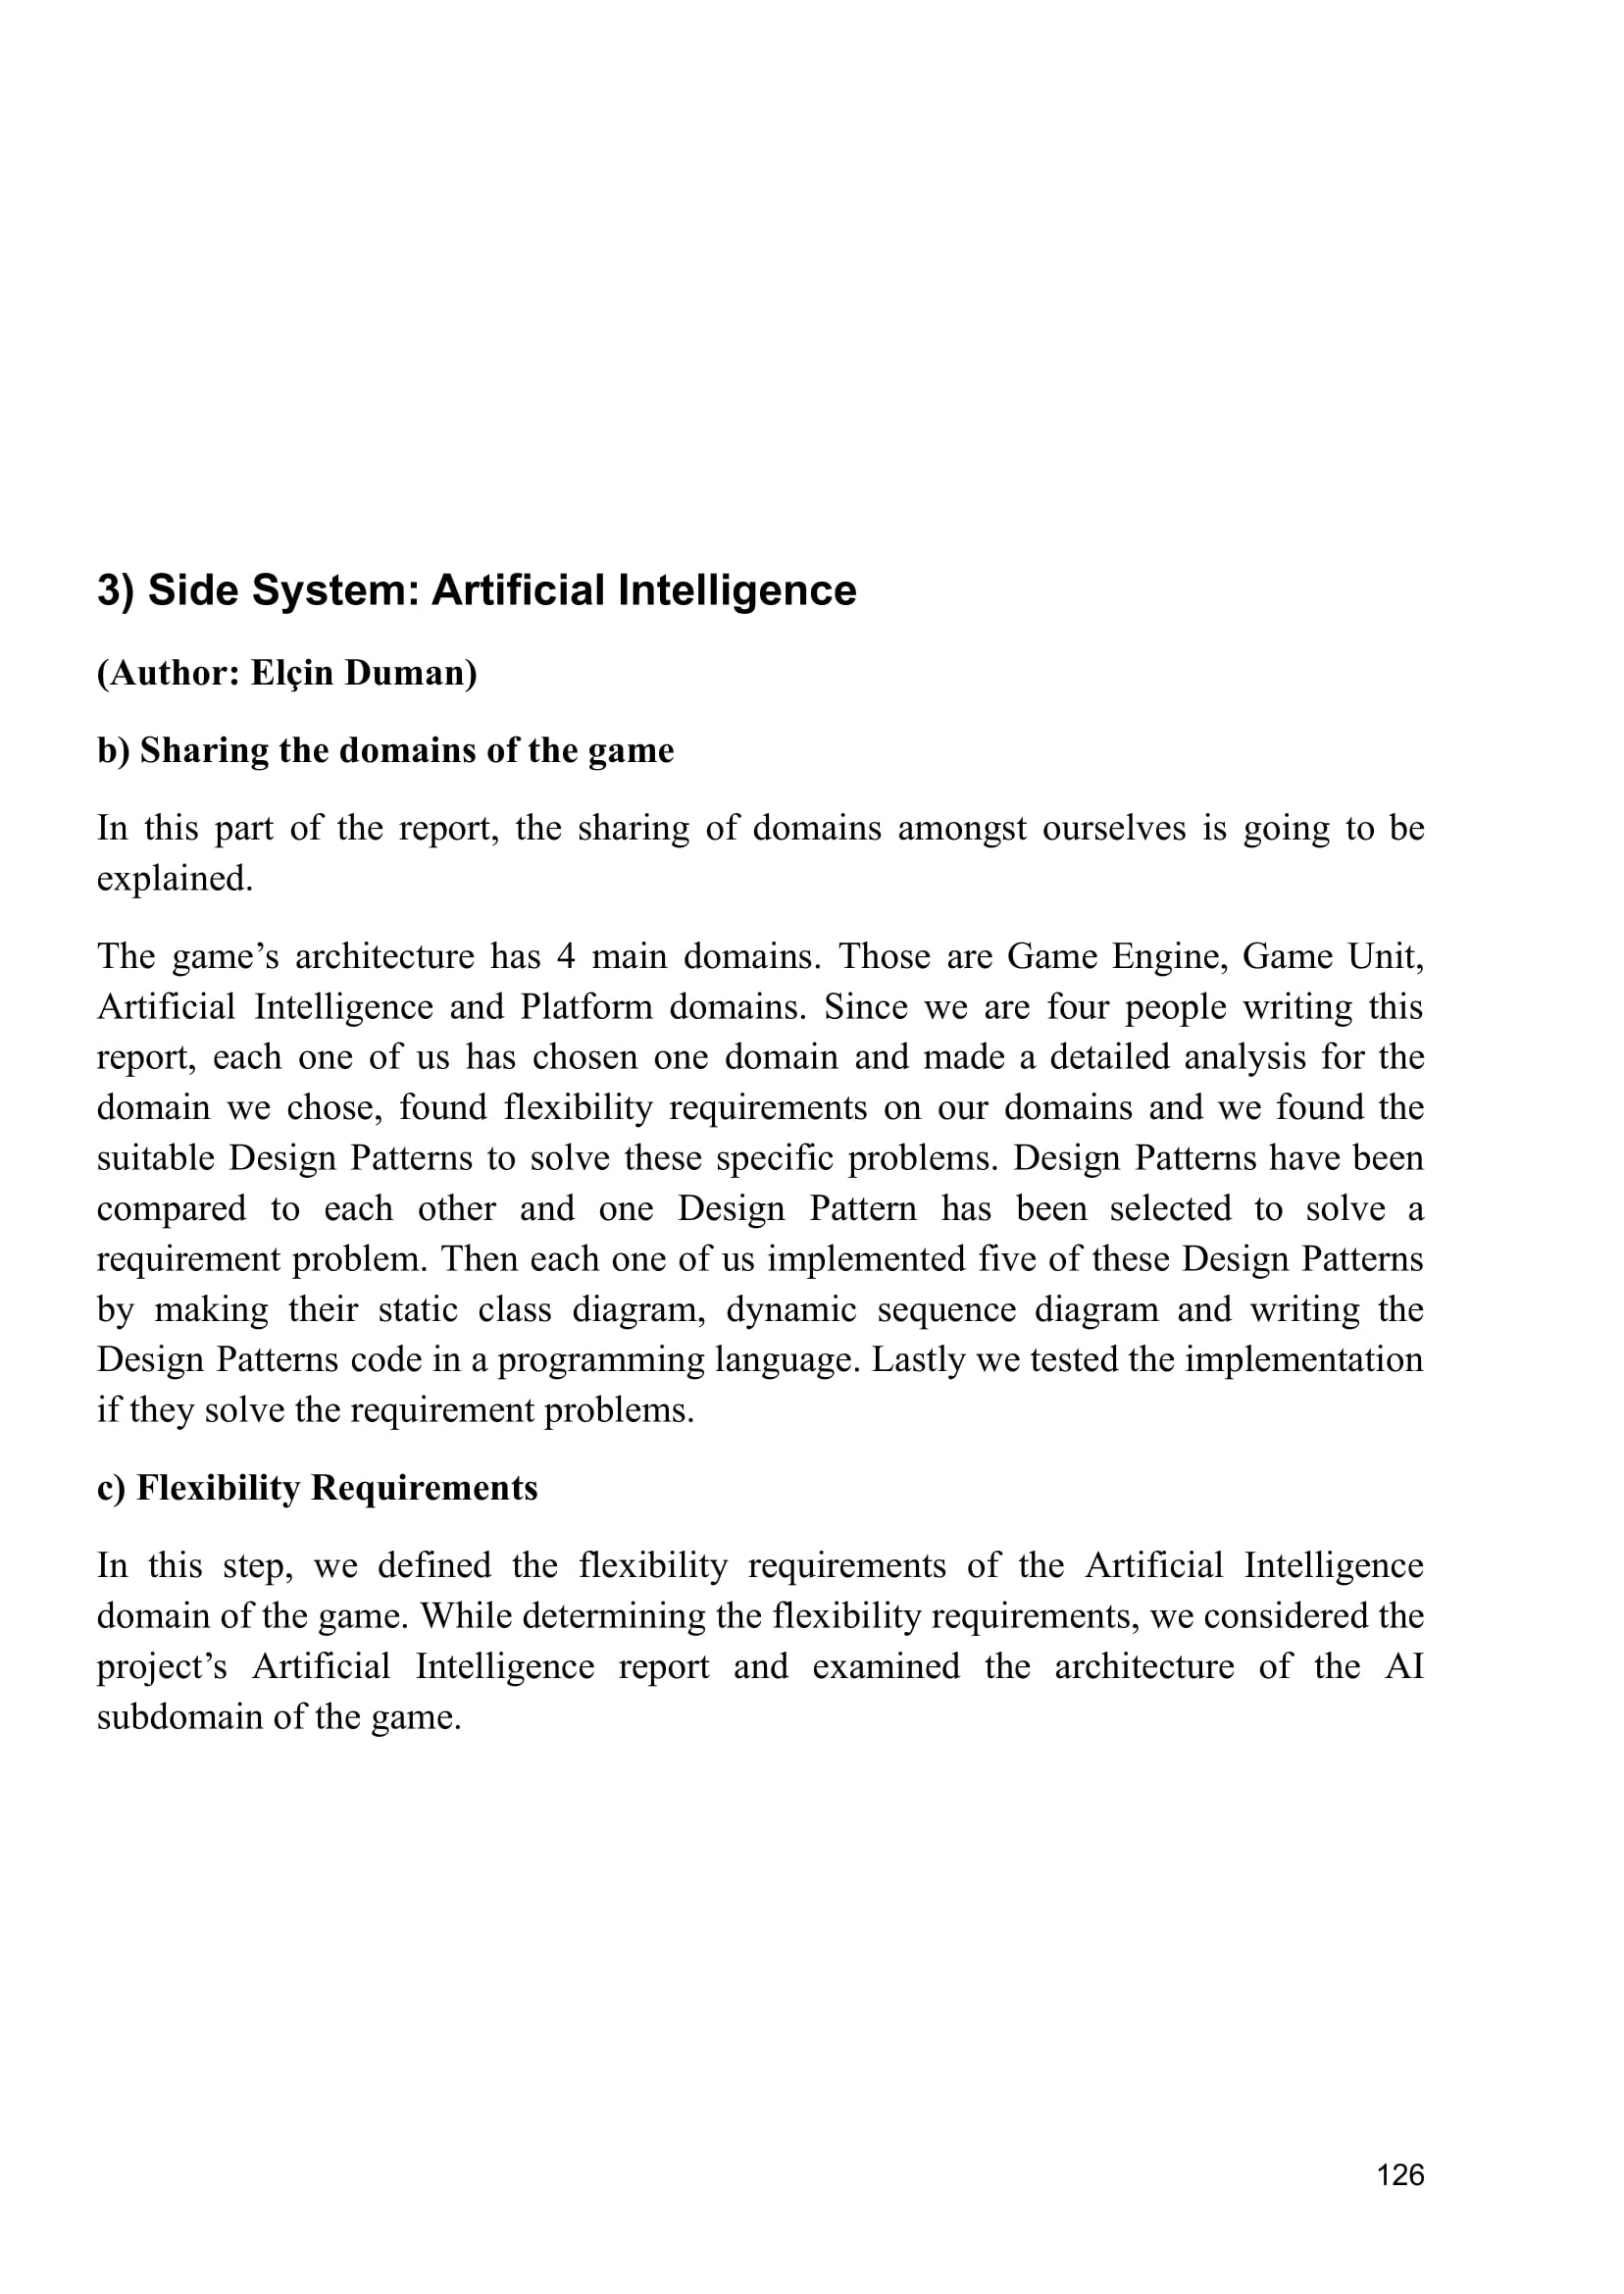 3) Side System: Artificial Intelligence
(Author: Elçin Duman)
b) Sharing the domains of the game
In this part of the report, the sharing of domains amongst ourselves is going to be
explained.
The game’s architecture has 4 main domains. Those are Game Engine, Game Unit,
Artificial Intelligence and Platform domains. Since we are four people writing this
report, each one of us has chosen one domain and made a detailed analysis for the
domain we chose, found flexibility requirements on our domains and we found the
suitable Design Patterns to solve these specific problems. Design Patterns have been
compared to each other and one Design Pattern has been selected to solve a
requirement problem. Then each one of us implemented five of these Design Patterns
by making their static class diagram, dynamic sequence diagram and writing the
Design Patterns code in a programming language. Lastly we tested the implementation
if they solve the requirement problems.
c) Flexibility Requirements
In this step, we defined the flexibility requirements of the Artificial Intelligence
domain of the game. While determining the flexibility requirements, we considered the
project’s Artificial Intelligence report and examined the architecture of the AI
subdomain of the game.
126